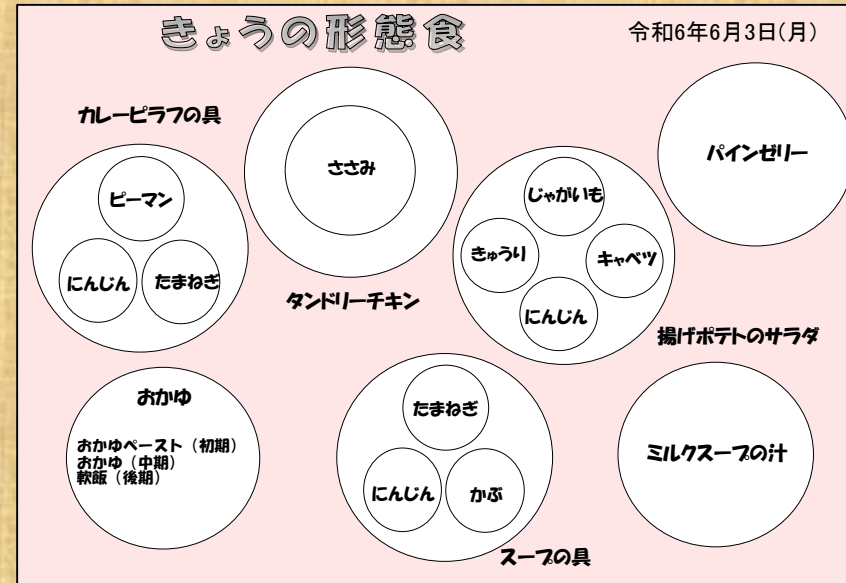 きょうの形態食
令和6年6月3日(月)
カレーピラフの具
ピーマン
にんじん
たまねぎ
ささみ
タンドリーチキン
じゃがいも
きゅうり
キャベツ
にんじん
揚げポテトのサラダ
パインゼリー
おかゆ
おかゆペースト（初期）
おかゆ（中期）
軟飯（後期）
たまねぎ
にんじん
かぶ
スープの具
ミルクスープの汁